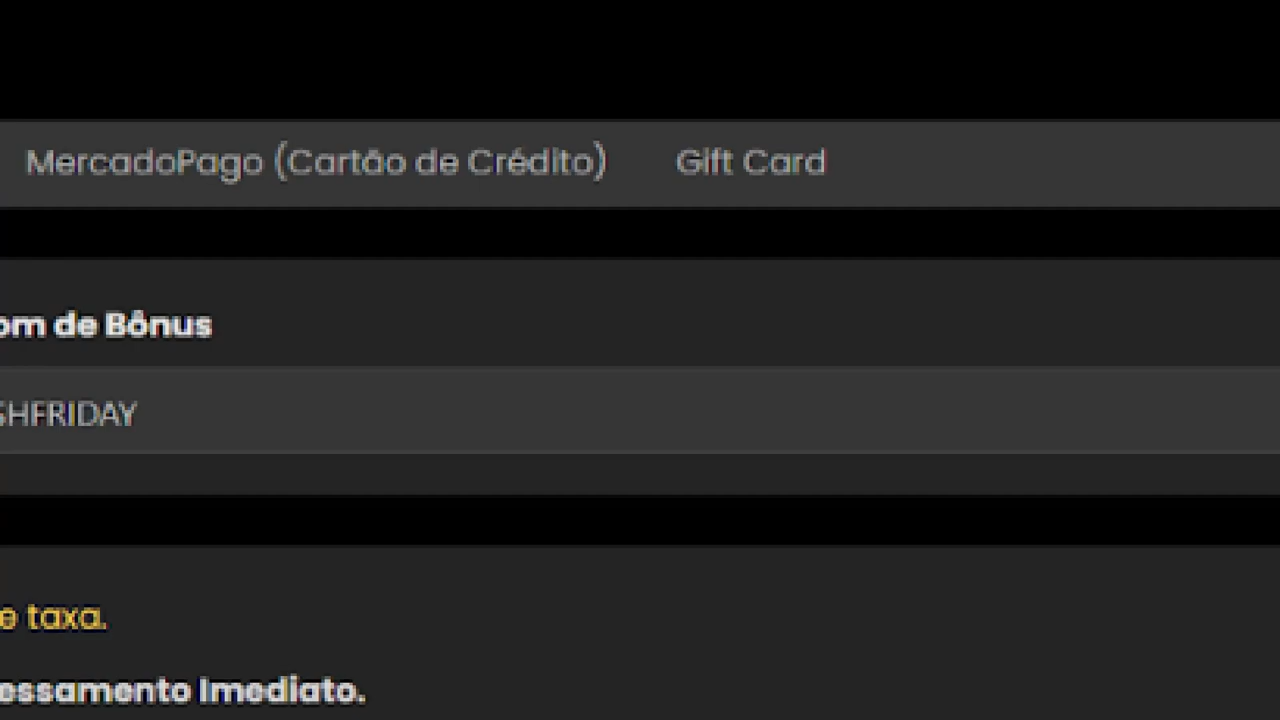 MercadoPago (Cartão de Crédito) Gift Card
om de Bônus
SHFRIDAY
e taxa.
essamento Imediato.